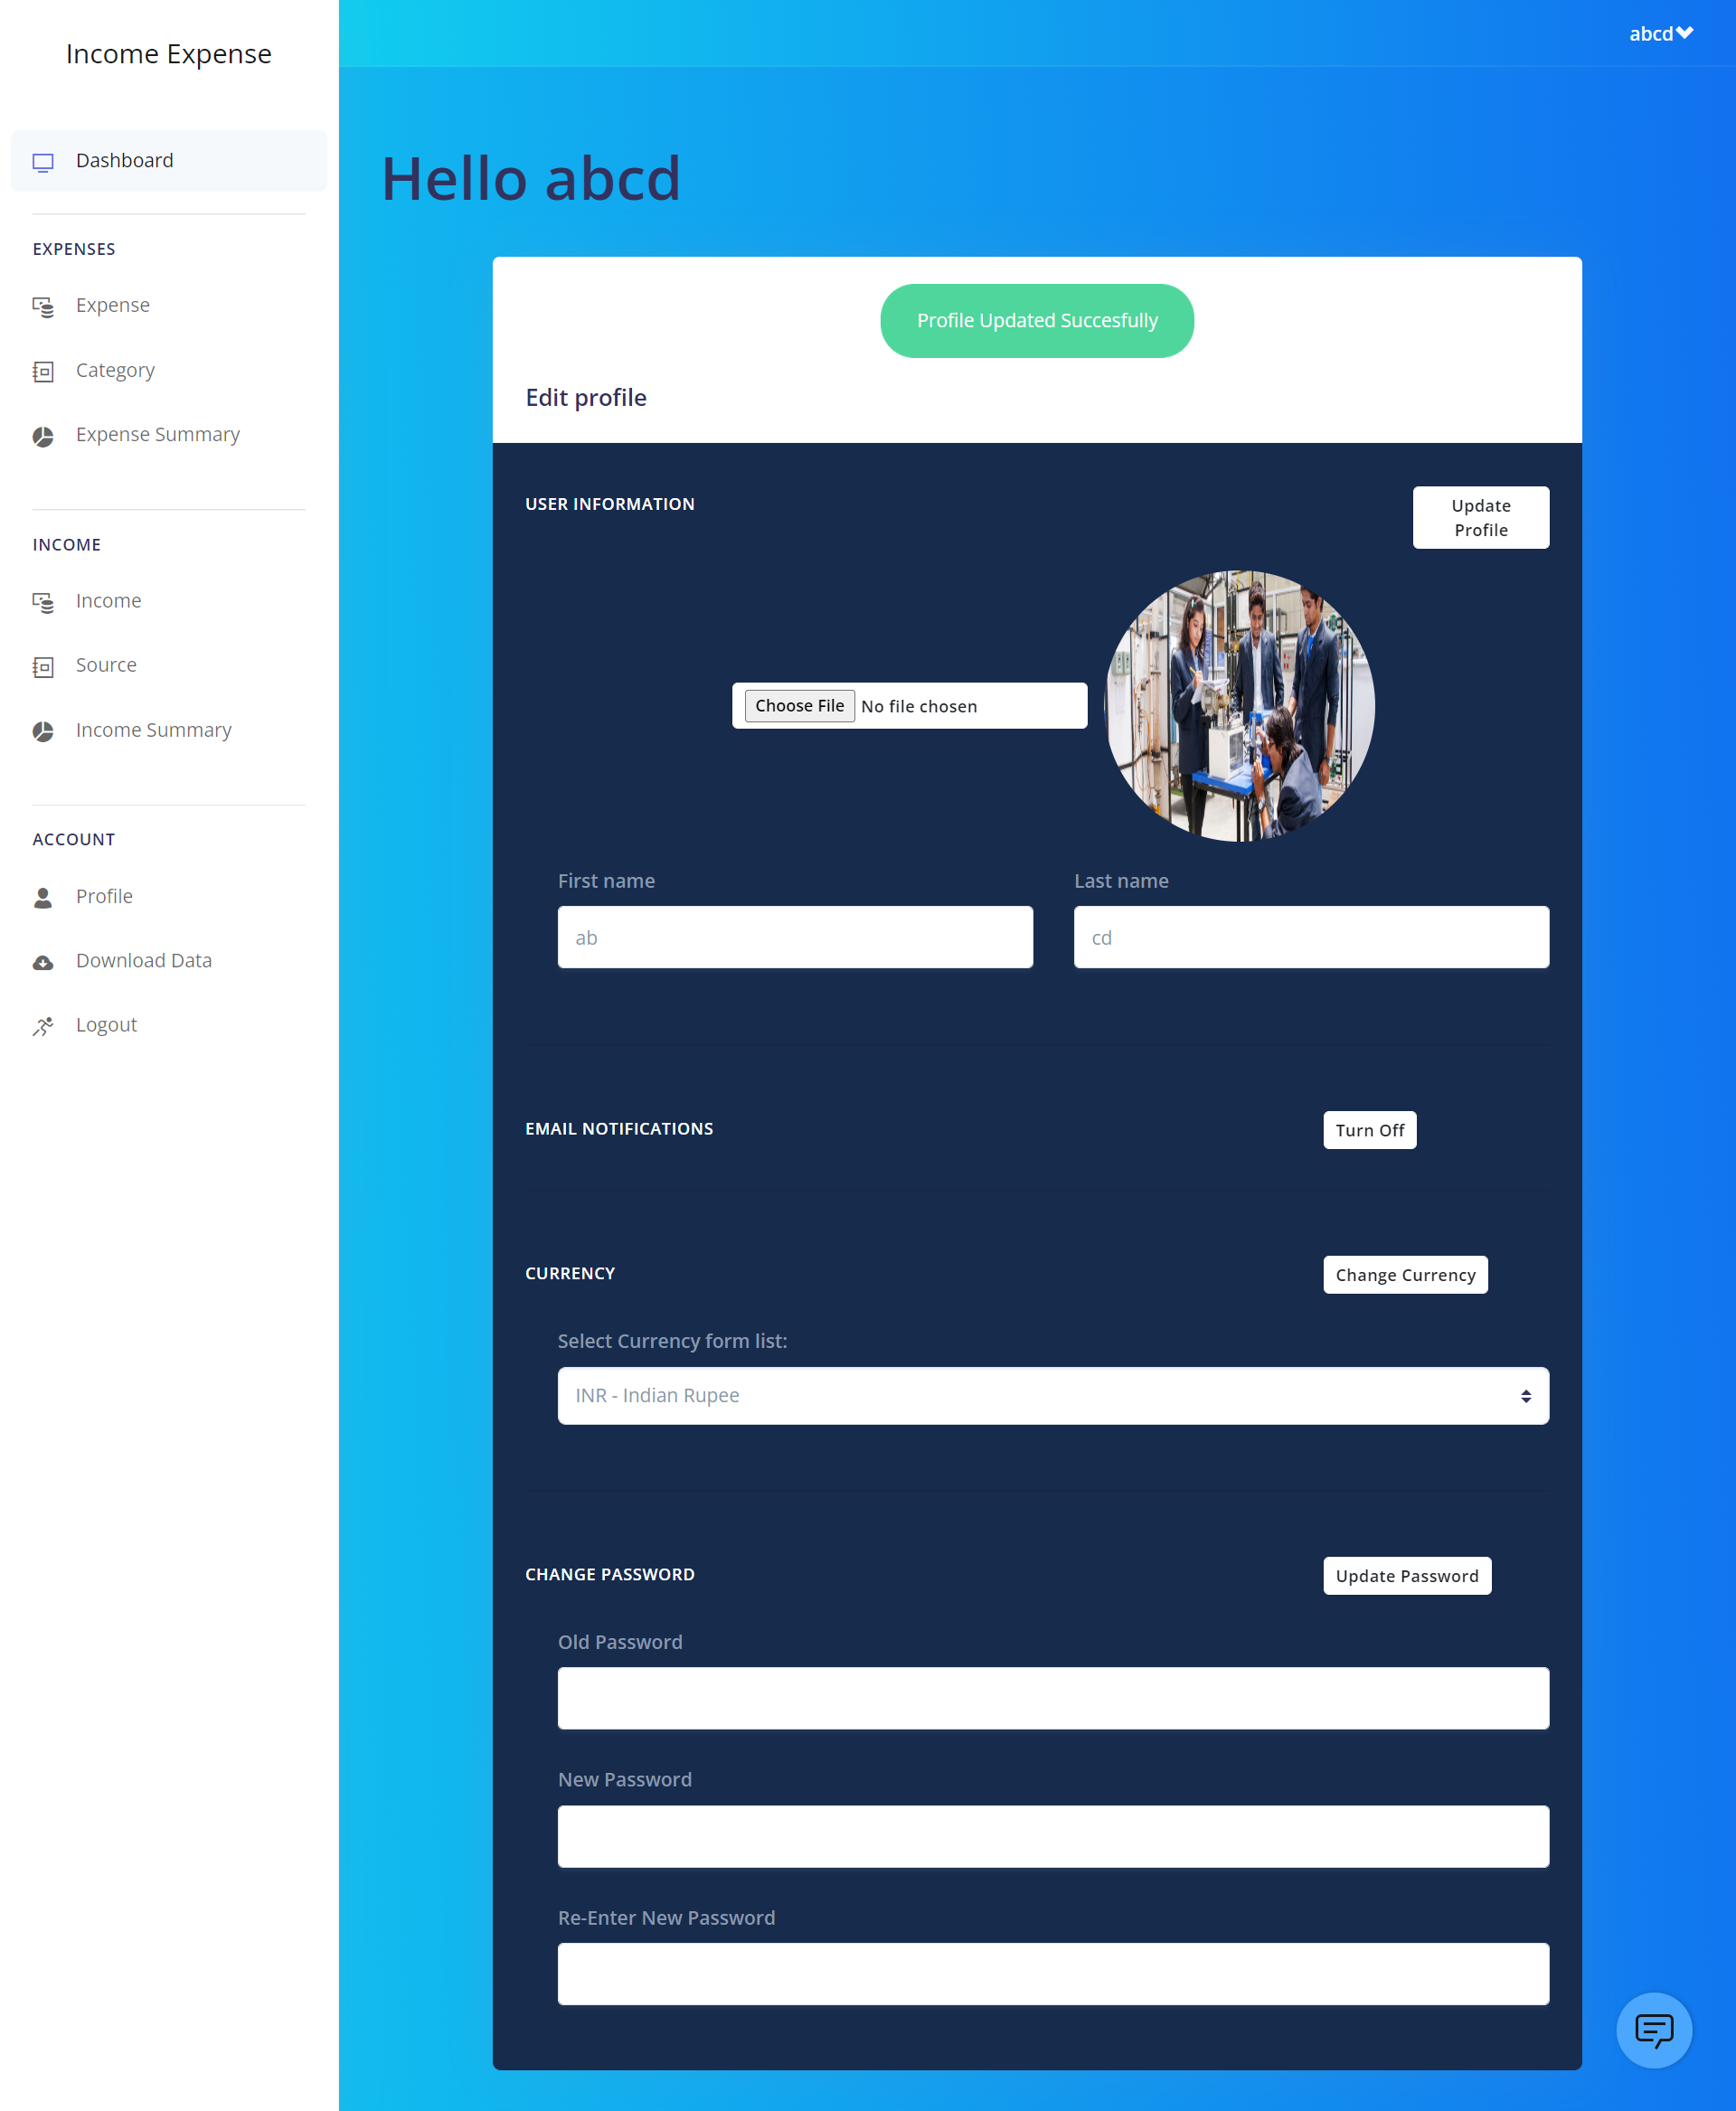 Income Expense
abcd
Dashboard
EXPENSES
Expense
Category
Expense Summary
INCOME
Income
Source
Income Summary
ACCOUNT
Profile
Download Data
Logout
Hello abcd
Profile Updated Succesfully
Edit profile
USER INFORMATION
Update
Profile
Choose File No file chosen
First name
Last name
ab
cd
EMAIL NOTIFICATIONS
Turn Off
CURRENCY
Change Currency
Select Currency form list:
INR - Indian Rupee
CHANGE PASSWORD
Update Password
Old Password
New Password
Re-Enter New Password